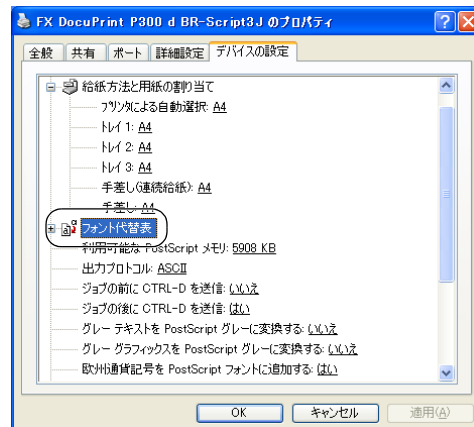 FX DocuPrint P300 d BR-Script3J のプロパティ
全般 共有 ポート 詳細設定 デバイスの設定
給紙方法と用紙の割り当て
プリンタによる自動選択: A4
トレイ 1: A4
トレイ 2: A4
トレイ 3: A4
手差し(連続給紙): A4
手差し: A4
フォント代替表
利用可能な PostScript メモリ: 5908 KB
出力プロトコル: ASCII
ジョブの前に CTRL-D を送信: いいえ
ジョブの後に CTRL-D を送信: はい
グレー テキストを PostScript グレーに変換する: いいえ
グレー グラフィックスを PostScript グレーに変換する: いいえ
欧州通貨記号を PostScript フォントに追加する: はい
OK キャンセル 適用(A)